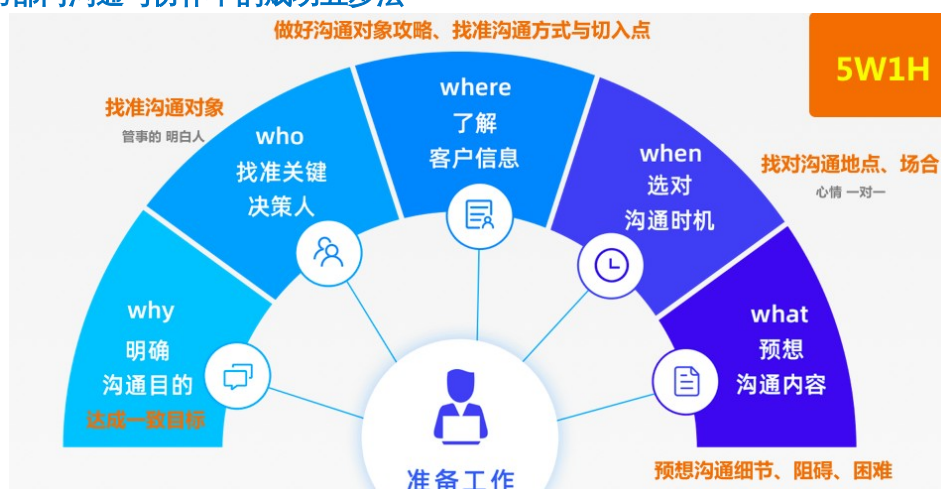 做好沟通对象攻略、找准沟通方式与切入点
5W1H
找准沟通对象
管事的 明白人
who
找准关键
决策人
where
了解
客户信息
when
选对
沟通时机
找对沟通地点、场合
心情 一对一
why
明确
沟通目的
达成一致目标
what
预想
沟通内容
准备工作
预想沟通细节、阻碍、困难